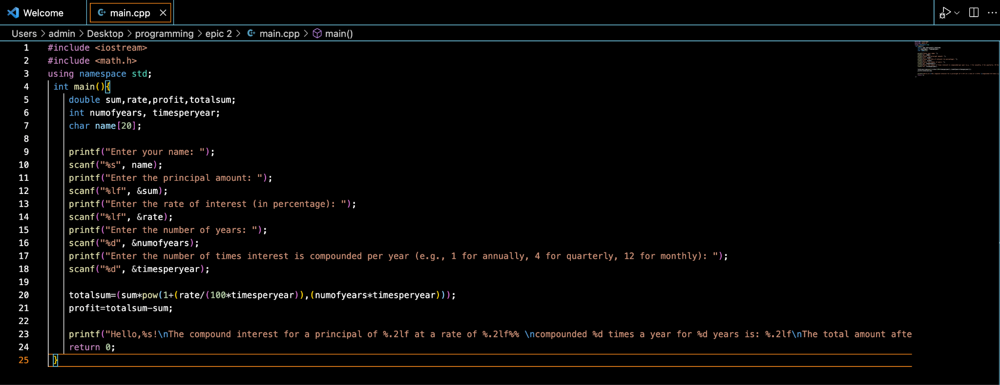 Welcome
main.cpp
Users > admin > Desktop > programming > epic 2 > main.cpp > main()
1 #include <iostream>
2 #include <math.h>
3 using namespace std;
4 int main(){
5 double sum,rate,profit,totalsum;
6 int numofyears, timesperyear;
7 char name[20];
8
9 printf("Enter your name: ");
10 scanf("%s", name);
11 printf("Enter the principal amount: ");
12 scanf("%lf", &sum);
13 printf("Enter the rate of interest (in percentage): ");
14 scanf("%lf", &rate);
15 printf("Enter the number of years: ");
16 scanf("%d", &numofyears);
17 printf("Enter the number of times interest is compounded per year (e.g., 1 for annually, 4 for quarterly, 12 for monthly): ");
18 scanf("%d", &timesperyear);
19
20 totalsum=(sum*pow(1+(rate/(100*timesperyear)),(numofyears*timesperyear)));
21 profit=totalsum-sum;
22
23 printf("Hello,%s!\nThe compound interest for a principal of %.2lf at a rate of %.2lf%% \ncompounded %d times a year for %d years is: %.2lf\nThe total amount afte
24 return 0;
25 }